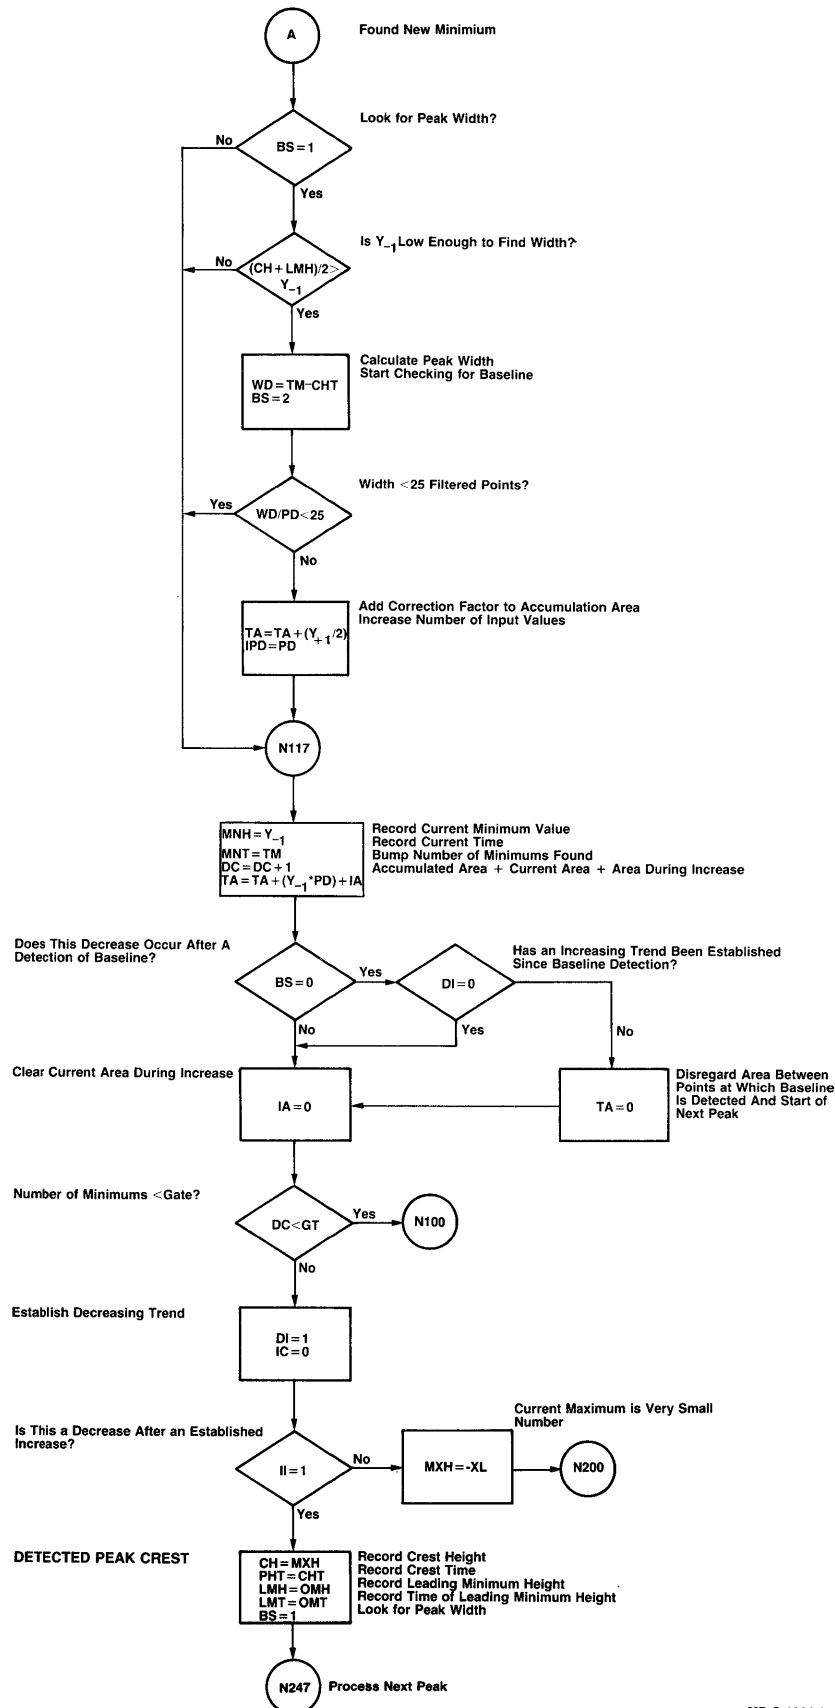 A
Found New Minimium
Look for Peak Width?
No
BS=1
Yes
Is Y-1 Low Enough to Find Width?
No
(CH+LMH)/2>
Y-1
Yes
Calculate Peak Width
Start Checking for Baseline
WD=TM-CHT
BS=2
Width <25 Filtered Points?
Yes
WD/PD<25
No
Add Correction Factor to Accumulation Area
Increase Number of Input Values
TA=TA+(Y+1/2)
IPD=PD
N117
MNH=Y-1
MNT=TM
DC=DC+1
TA=TA+(Y-1*PD)+IA
Record Current Minimum Value
Record Current Time
Bump Number of Minimums Found
Accumulated Area + Current Area + Area During Increase
Does This Decrease Occur After A
Detection of Baseline?
BS=0
Yes
No
Has an Increasing Trend Been Established
Since Baseline Detection?
DI=0
Yes
No
Clear Current Area During Increase
IA=0
TA=0
Disregard Area Between
Points at Which Baseline
Is Detected And Start of
Next Peak
Number of Minimums <Gate?
DC<GT
Yes
N100
No
Establish Decreasing Trend
DI=1
IC=0
Is This a Decrease After an Established
Increase?
II=1
No
Yes
Current Maximum is Very Small
Number
MXH=-XL
N200
DETECTED PEAK CREST
CH=MXH
PHT=CHT
LMH=OMH
LMT=OMT
BS=1
Record Crest Height
Record Crest Time
Record Leading Minimum Height
Record Time of Leading Minimum Height
Look for Peak Width
N247
Process Next Peak